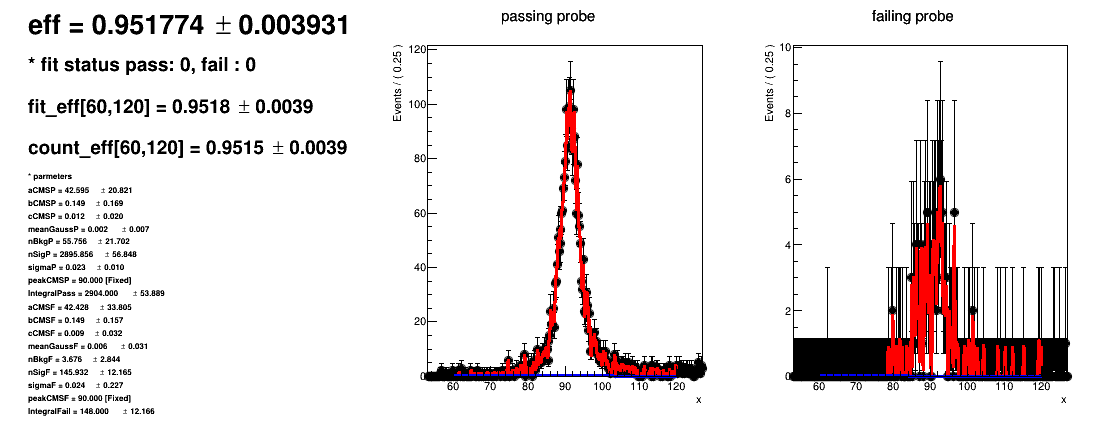 eff = 0.951774 ± 0.003931
* fit status pass: 0, fail : 0
fit_eff[60,120] = 0.9518 ± 0.0039
count_eff[60,120] = 0.9515 ± 0.0039
* parmeters
aCMSP = 42.595 ± 20.821
bCMSP = 0.149 ± 0.169
cCMSP = 0.012 ± 0.020
meanGaussP = 0.002 ± 0.007
nBkgP = 55.756 ± 21.702
nSigP = 2895.856 ± 56.848
sigmaP = 0.023 ± 0.010
peakCMSP = 90.000 [Fixed]
IntegralPass = 2904.000 ± 53.889
aCMSF = 42.428 ± 33.805
bCMSF = 0.149 ± 0.157
cCMSF = 0.009 ± 0.032
meanGaussF = 0.006 ± 0.031
nBkgF = 3.676 ± 2.844
nSigF = 145.932 ± 12.165
sigmaF = 0.024 ± 0.227
peakCMSF = 90.000 [Fixed]
IntegralFail = 148.000 ± 12.166
passing probe
Events / ( 0.25 )
120
100
80
60
40
20
0
60 70 80 90 100 110 120
x
failing probe
Events / ( 0.25 )
10
8
6
4
2
0
60 70 80 90 100 110 120
x